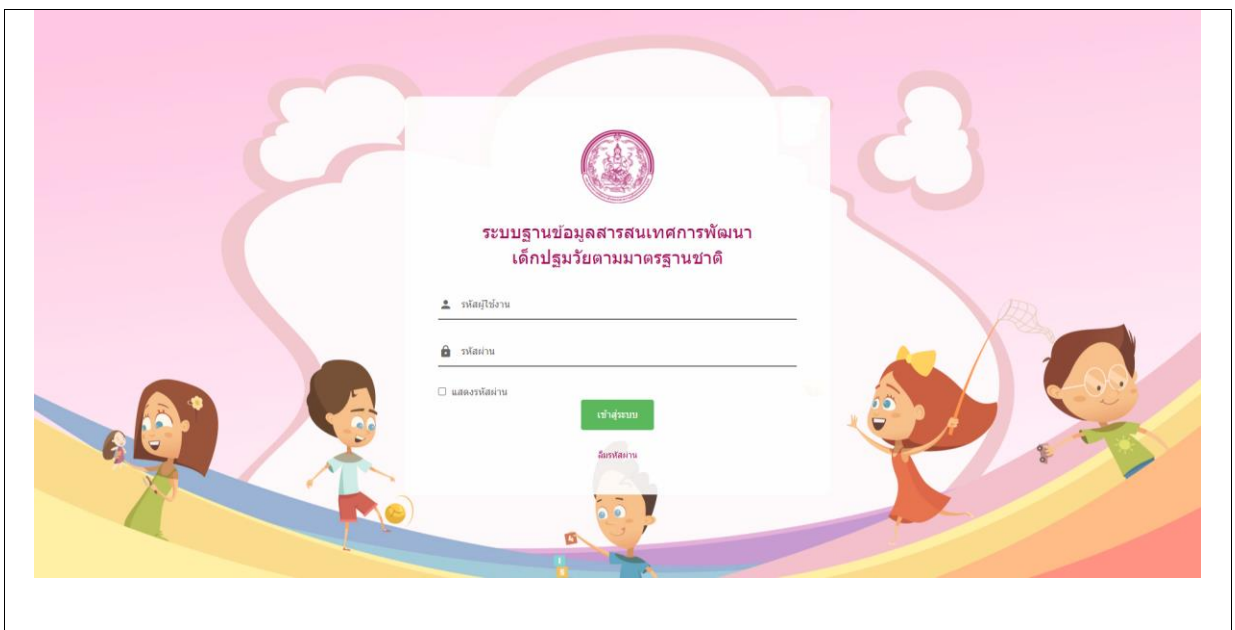 ระบบฐานข้อมูลสารสนเทศการพัฒนา
เด็กปฐมวัยตามมาตรฐานชาติ
รหัสผู้ใช้งาน
รหัสผ่าน
แสดงรหัสผ่าน
เข้าสู่ระบบ
ลืมรหัสผ่าน